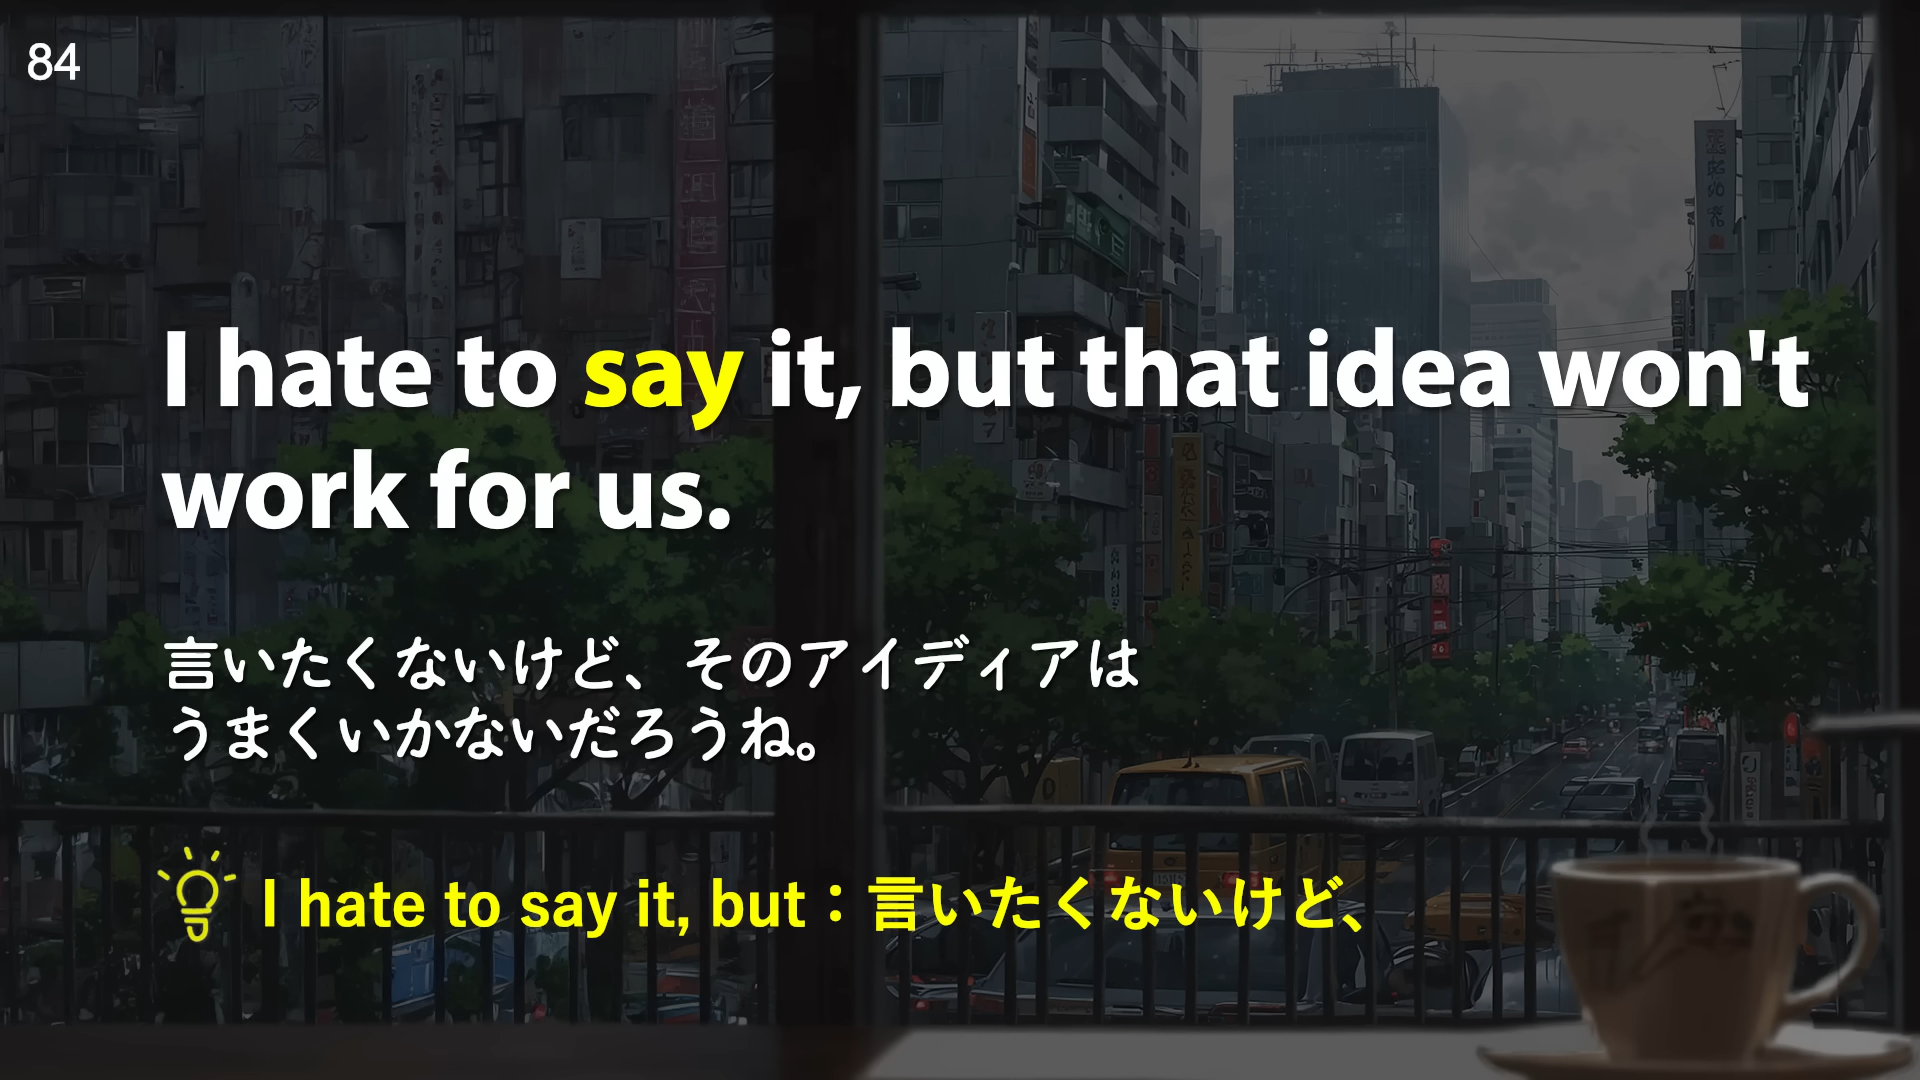 84
I hate to say it, but that idea won't
work for us.
言いたくないけど、そのアイディアは
うまくいかないだろうね。
I hate to say it, but：言いたくないけど、